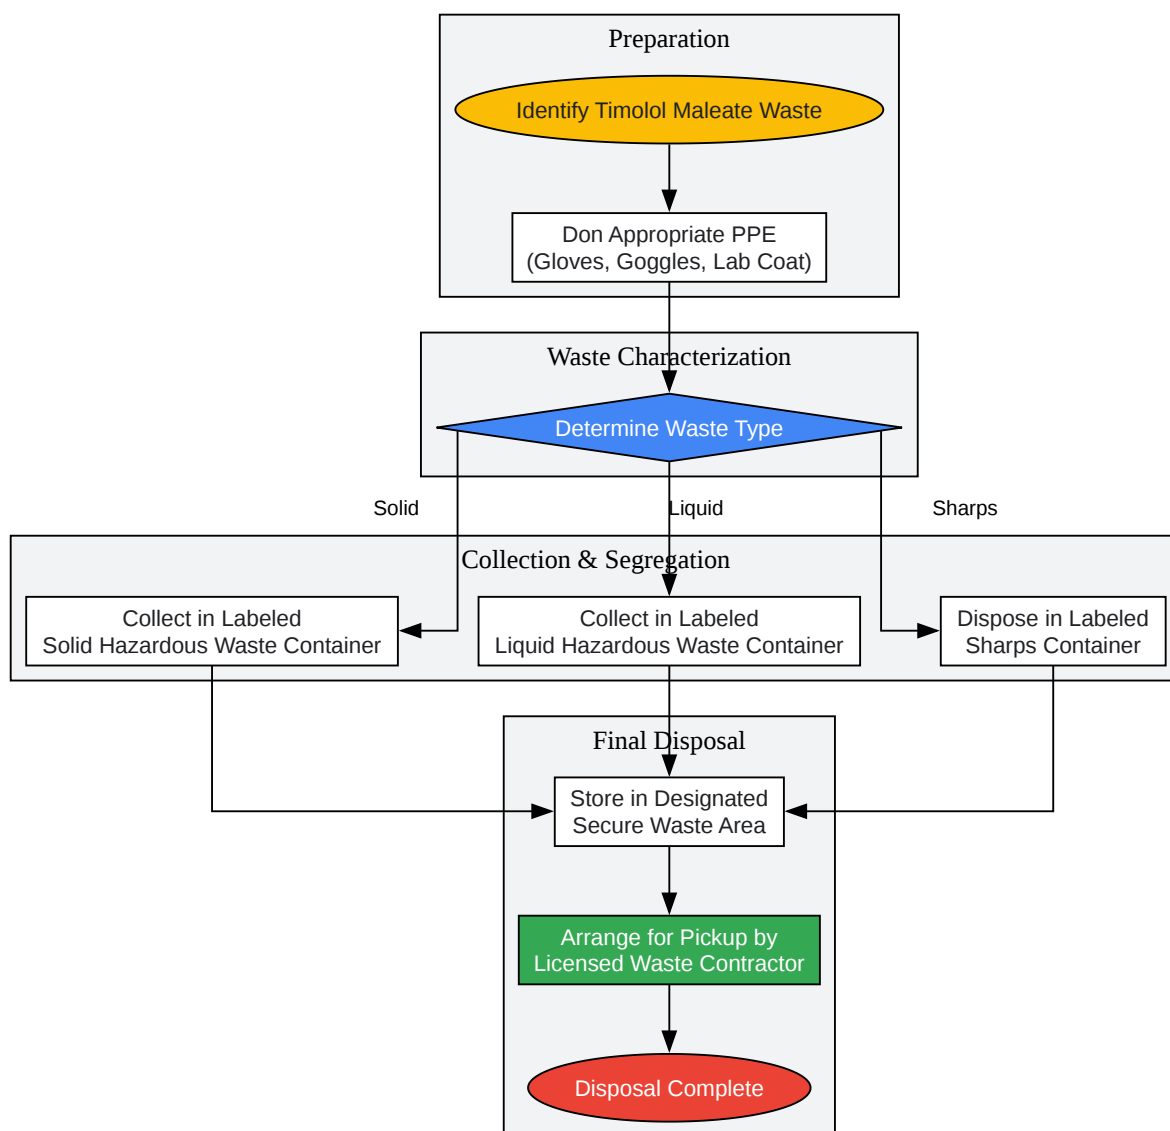 Preparation
Identify Timolol Maleate Waste
Don Appropriate PPE
(Gloves, Goggles, Lab Coat)
Waste Characterization
Determine Waste Type
Solid
Liquid
Sharps
Collection & Segregation
Collect in Labeled
Solid Hazardous Waste Container
Collect in Labeled
Liquid Hazardous Waste Container
Dispose in Labeled
Sharps Container
Final Disposal
Store in Designated
Secure Waste Area
Arrange for Pickup by
Licensed Waste Contractor
Disposal Complete